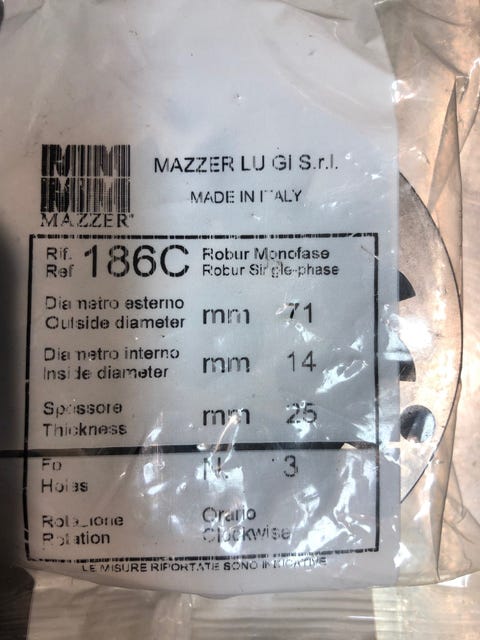 MAZZER
MAZZER LUIGI S.r.l.
MADE IN ITALY
Rif. Ref 186C Robur Monofase
Robur Single-phase
Diametro esterno
Outside diameter mm 71
Diametro interno
Inside diameter mm 14
Spessore
Thickness mm 25
Fo
Holes N. 3
Rotazione Orario
Rotation Clockwise
LE MISURE RIPORTATE SONO INDICATIVE